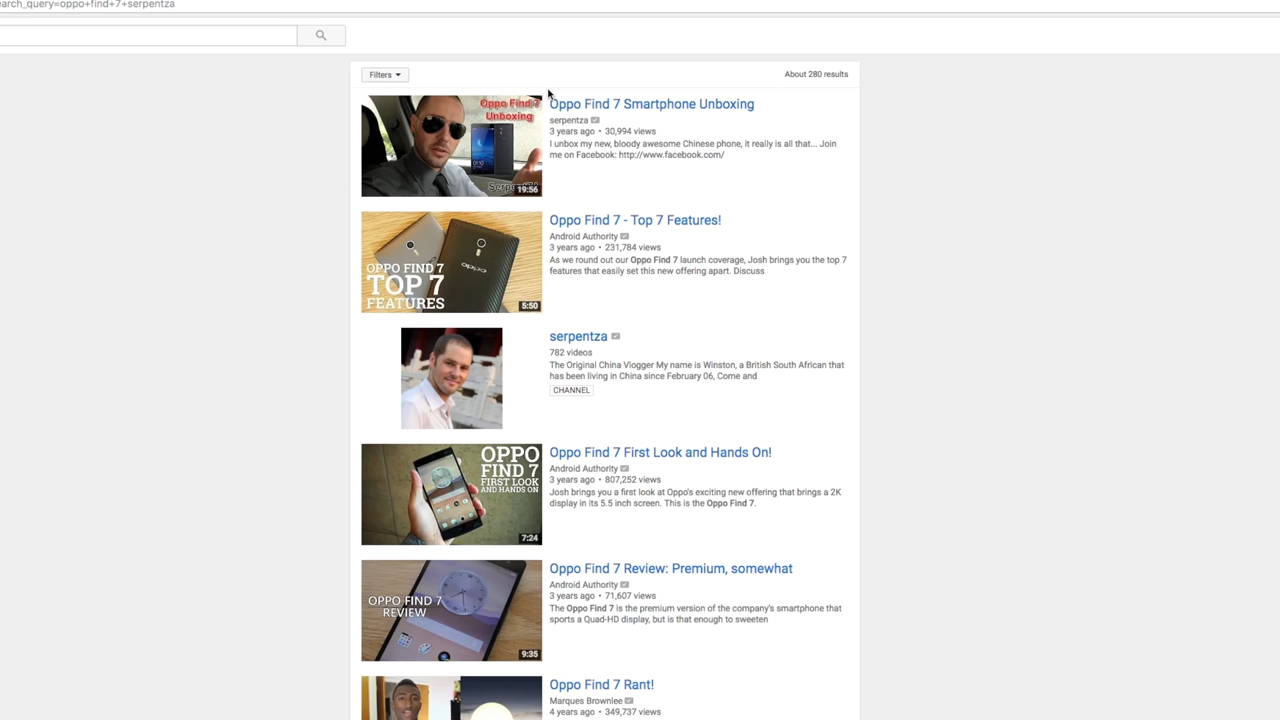 earch_query=oppo+find+7+serpentza
Filters
About 280 results
Oppo Find 7
Unboxing
SerpentZA
19:56
Oppo Find 7 Smartphone Unboxing
serpentza
3 years ago • 30,994 views
I unbox my new, bloody awesome Chinese phone, it really is all that... Join
me on Facebook: http://www.facebook.com/
oppo
OPPO FIND 7
TOP 7
FEATURES
5:50
Oppo Find 7 - Top 7 Features!
Android Authority
3 years ago • 231,784 views
As we round out our Oppo Find 7 launch coverage, Josh brings you the top 7
features that easily set this new offering apart. Discuss
serpentza
782 videos
The Original China Vlogger My name is Winston, a British South African that
has been living in China since February 06, Come and
CHANNEL
OPPO
FIND 7
FIRST LOOK
AND HANDS ON
7:24
Oppo Find 7 First Look and Hands On!
Android Authority
3 years ago • 807,252 views
Josh brings you a first look at Oppo's exciting new offering that brings a 2K
display in its 5.5 inch screen. This is the Oppo Find 7.
OPPO FIND 7
REVIEW
9:35
Oppo Find 7 Review: Premium, somewhat
Android Authority
3 years ago • 71,607 views
The Oppo Find 7 is the premium version of the company's smartphone that
sports a Quad-HD display, but is that enough to sweeten
Oppo Find 7 Rant!
Marques Brownlee
4 years ago • 349,737 views